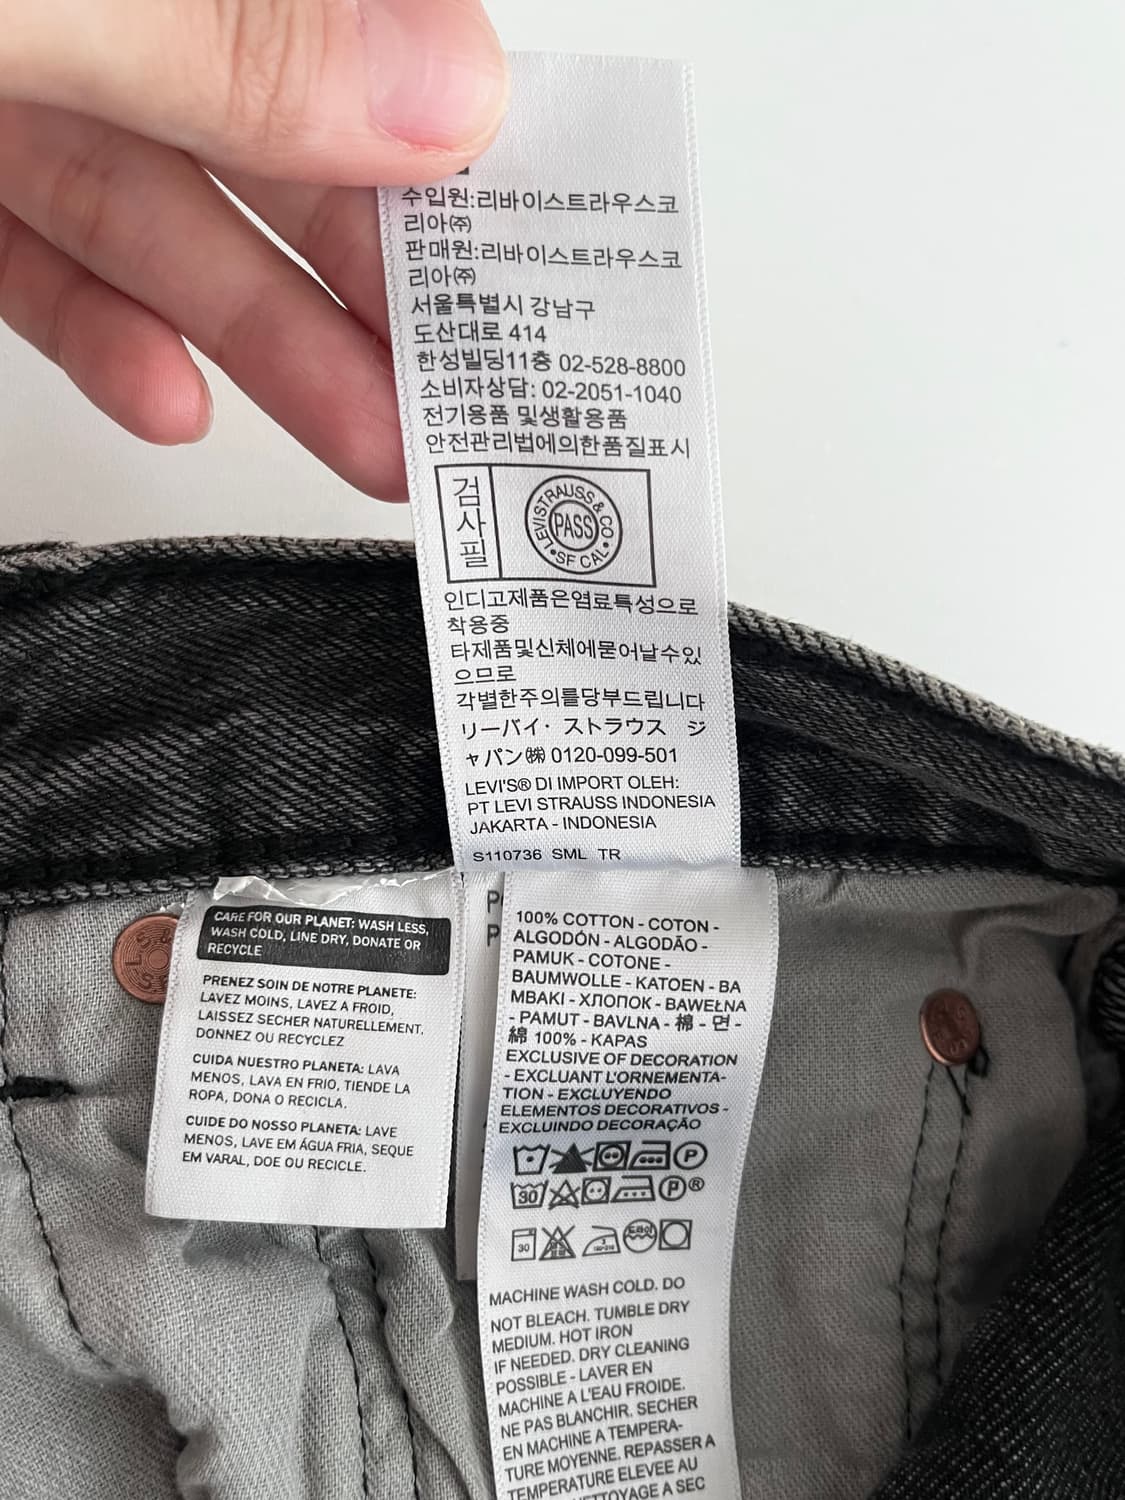 수입원:리바이스트라우스코
리아㈜
판매원:리바이스트라우스코
리아㈜
서울특별시 강남구
도산대로 414
한성빌딩11층 02-528-8800
소비자상담: 02-2051-1040
전기용품 및생활용품
안전관리법에의한품질표시
검사필
LEVI STRAUSS & CO
PASS
SF CAL
인디고제품은염료특성으로
착용중
타제품및신체에묻어날수있
으므로
각별한주의를당부드립니다
リーバイ・ストラウス ジ
ャパン㈱ 0120-099-501
LEVI'S® DI IMPORT OLEH:
PT LEVI STRAUSS INDONESIA
JAKARTA - INDONESIA
S110736 SML TR
CARE FOR OUR PLANET: WASH LESS,
WASH COLD, LINE DRY, DONATE OR
RECYCLE
PRENEZ SOIN DE NOTRE PLANETE:
LAVEZ MOINS, LAVEZ A FROID,
LAISSEZ SECHER NATURELLEMENT.
DONNEZ OU RECYCLEZ
CUIDA NUESTRO PLANETA: LAVA
MENOS, LAVA EN FRIO, TIENDE LA
ROPA, DONA O RECICLA.
CUIDE DO NOSSO PLANETA: LAVE
MENOS, LAVE EM ÁGUA FRIA, SEQUE
EM VARAL, DOE OU RECICLE.
100% COTTON - COTON -
ALGODÓN - ALGODÃO -
PAMUK - COTONE -
BAUMWOLLE - KATOEN - BA
MBAKI - ХЛОПОК - BAWEŁNA
- PAMUT - BAVLNA - 棉 - 면 -
綿 100% - KAPAS
EXCLUSIVE OF DECORATION
- EXCLUANT L'ORNEMENTA-
TION - EXCLUYENDO
ELEMENTOS DECORATIVOS -
EXCLUINDO DECORAÇÃO
P
30 P®
30 드라이
MACHINE WASH COLD. DO
NOT BLEACH. TUMBLE DRY
MEDIUM. HOT IRON
IF NEEDED. DRY CLEANING
POSSIBLE - LAVER EN
MACHINE A L'EAU FROIDE.
NE PAS BLANCHIR. SECHER
EN MACHINE A TEMPERA-
TURE MOYENNE. REPASSER A
TEMPERATURE ELEVEE AU
NETTOYAGE A SEC